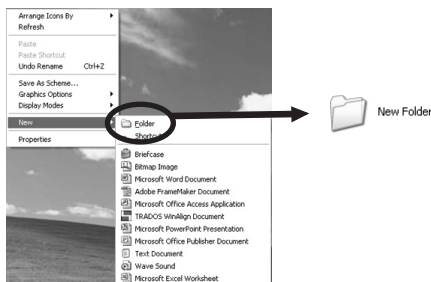 Arrange Icons By
Refresh
Paste
Paste Shortcut
Undo Rename Ctrl+Z
Save As Scheme...
Graphics Options
Display Modes
New
Properties
Folder
Shortcut
Briefcase
Bitmap Image
Microsoft Word Document
Adobe FrameMaker Document
Microsoft Office Access Application
TRADOS WinAlign Document
Microsoft PowerPoint Presentation
Microsoft Office Publisher Document
Text Document
Wave Sound
Microsoft Excel Worksheet
New Folder